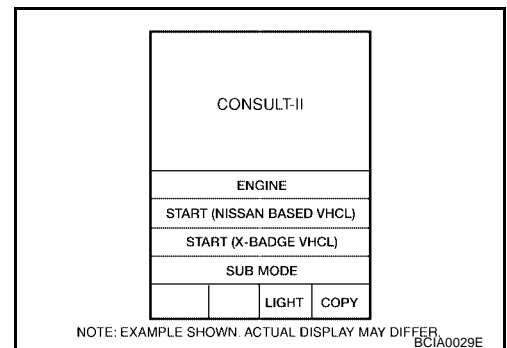 CONSULT-II
ENGINE
START (NISSAN BASED VHCL)
START (X-BADGE VHCL)
SUB MODE
LIGHT COPY
NOTE: EXAMPLE SHOWN. ACTUAL DISPLAY MAY DIFFER.
BCIA0029E